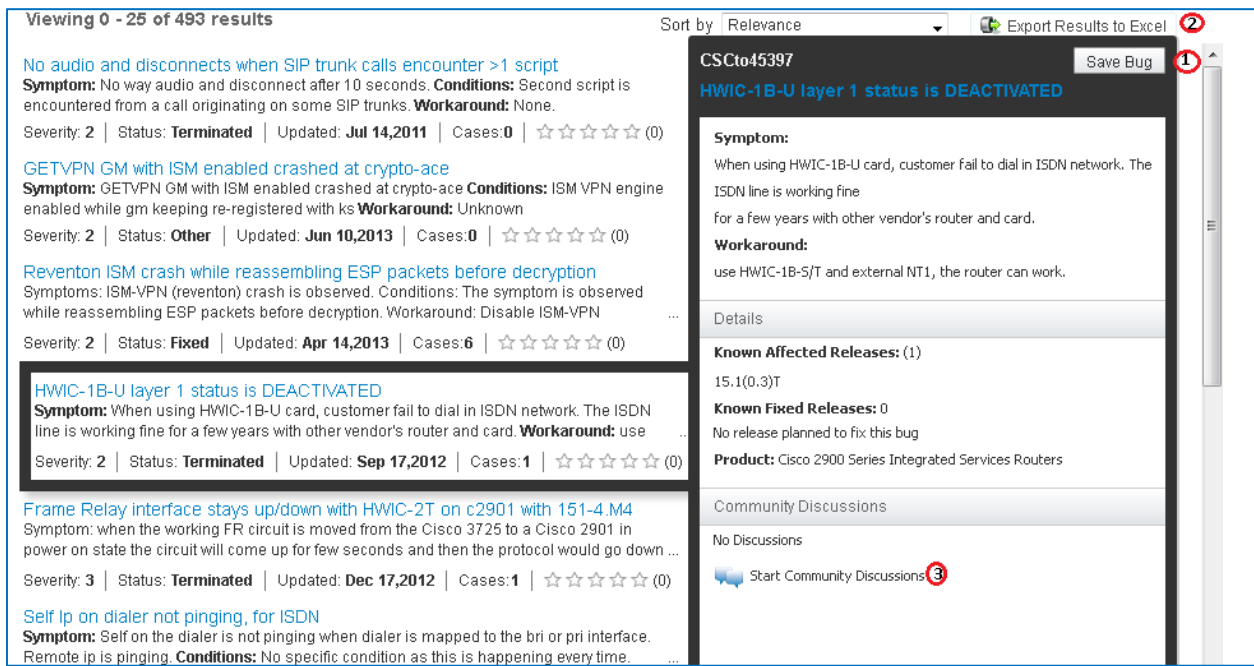 Viewing 0 - 25 of 493 results
Sort by Relevance
Export Results to Excel 2
No audio and disconnects when SIP trunk calls encounter >1 script
Symptom: No way audio and disconnect after 10 seconds. Conditions: Second script is
encountered from a call originating on some SIP trunks. Workaround: None.
Severity: 2 | Status: Terminated | Updated: Jul 14,2011 | Cases:0 | ☆☆☆☆☆ (0)
GETVPN GM with ISM enabled crashed at crypto-ace
Symptom: GETVPN GM with ISM enabled crashed at crypto-ace Conditions: ISM VPN engine
enabled while gm keeping re-registered with ks Workaround: Unknown
Severity: 2 | Status: Other | Updated: Jun 10,2013 | Cases:0 | ☆☆☆☆☆ (0)
Reventon ISM crash while reassembling ESP packets before decryption
Symptoms: ISM-VPN (reventon) crash is observed. Conditions: The symptom is observed
while reassembling ESP packets before decryption. Workaround: Disable ISM-VPN ...
Severity: 2 | Status: Fixed | Updated: Apr 14,2013 | Cases:6 | ☆☆☆☆☆ (0)
HWIC-1B-U layer 1 status is DEACTIVATED
Symptom: When using HWIC-1B-U card, customer fail to dial in ISDN network. The ISDN
line is working fine for a few years with other vendor's router and card. Workaround: use ..
Severity: 2 | Status: Terminated | Updated: Sep 17,2012 | Cases:1 | ☆☆☆☆☆ (0)
Frame Relay interface stays up/down with HWIC-2T on c2901 with 151-4.M4
Symptom: when the working FR circuit is moved from the Cisco 3725 to a Cisco 2901 in
power on state the circuit will come up for few seconds and then the protocol would go down ...
Severity: 3 | Status: Terminated | Updated: Dec 17,2012 | Cases:1 | ☆☆☆☆☆ (0)
Self Ip on dialer not pinging, for ISDN
Symptom: Self on the dialer is not pinging when dialer is mapped to the bri or pri interface.
Remote ip is pinging. Conditions: No specific condition as this is happening every time. ...
CSCto45397
Save Bug 1
HWIC-1B-U layer 1 status is DEACTIVATED
Symptom:
When using HWIC-1B-U card, customer fail to dial in ISDN network. The
ISDN line is working fine
for a few years with other vendor's router and card.
Workaround:
use HWIC-1B-S/T and external NT1, the router can work.
Details
Known Affected Releases: (1)
15.1(0.3)T
Known Fixed Releases: 0
No release planned to fix this bug
Product: Cisco 2900 Series Integrated Services Routers
Community Discussions
No Discussions
Start Community Discussions 3